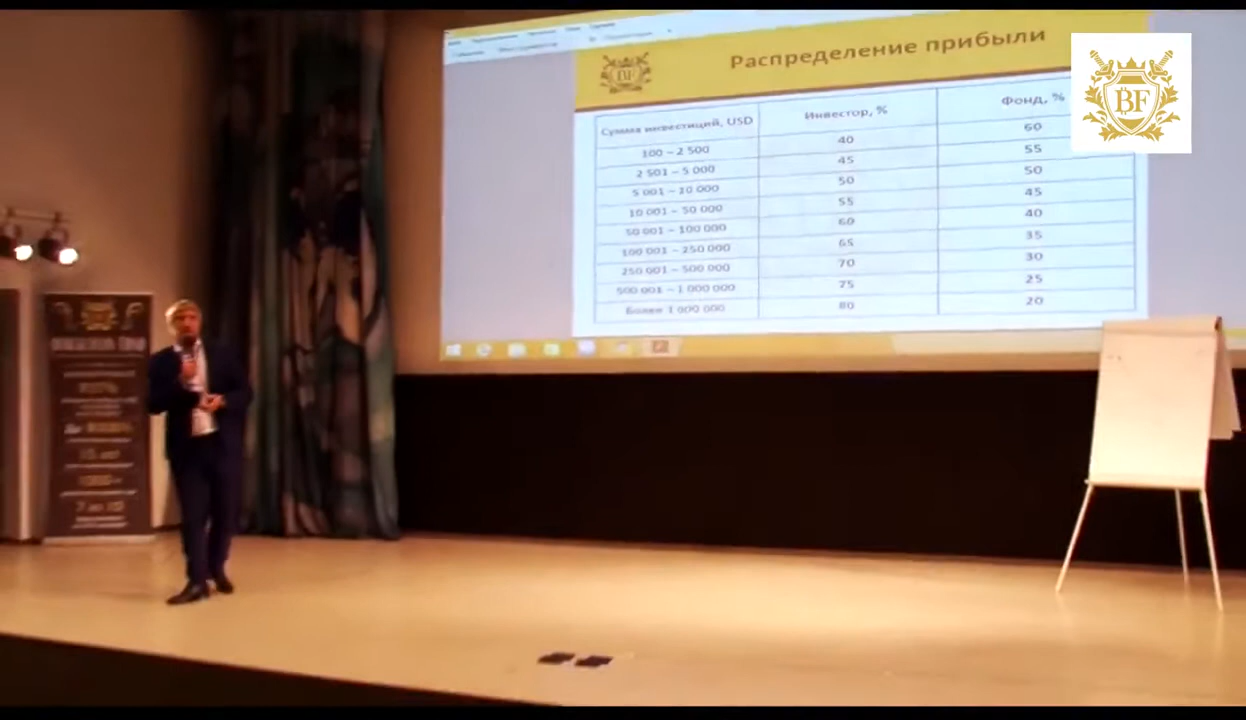 BF
Распределение прибыли
Сумма инвестиций, USD Инвестор, % Фонд, %
100 – 2 500 40 60
2 501 – 5 000 45 55
5 001 – 10 000 50 50
10 001 – 50 000 55 45
50 001 – 100 000 60 40
100 001 – 250 000 65 35
250 001 – 500 000 70 30
500 001 – 1 000 000 75 25
Более 1 000 000 80 20
BF
15 лет